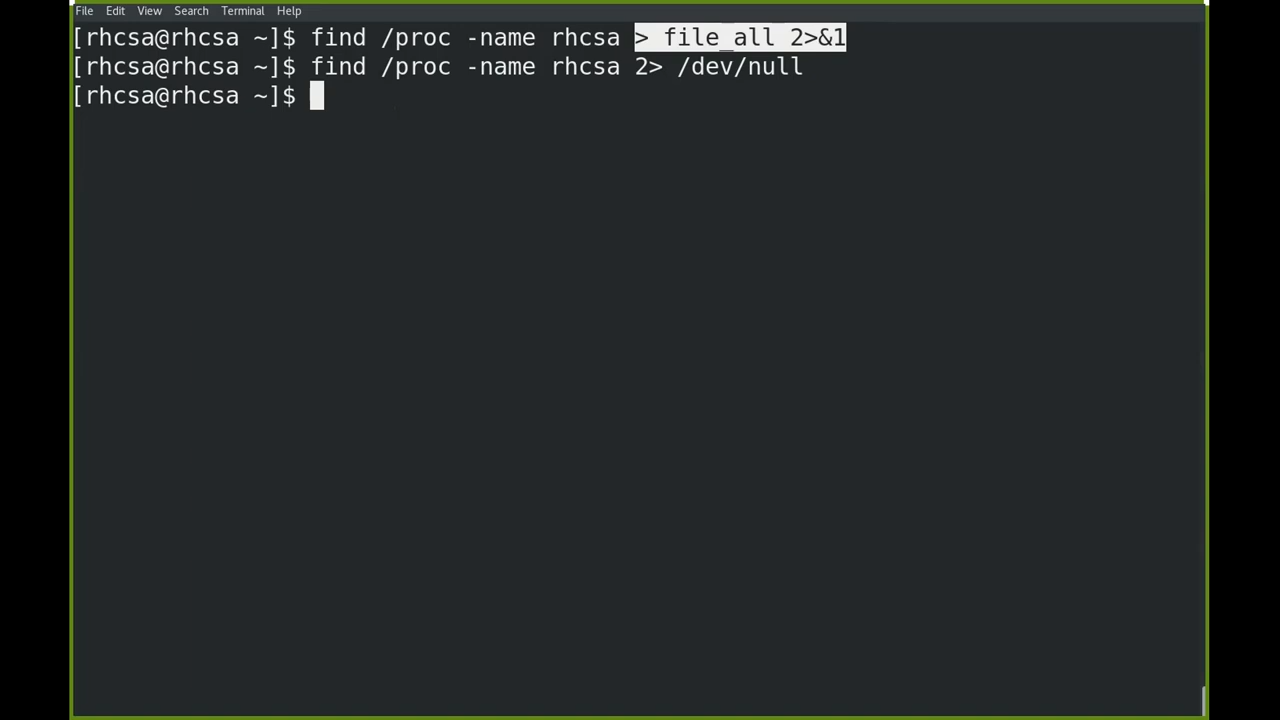 File Edit View Search Terminal Help
[rhcsa@rhcsa ~]$ find /proc -name rhcsa > file_all 2>&1
[rhcsa@rhcsa ~]$ find /proc -name rhcsa 2> /dev/null
[rhcsa@rhcsa ~]$